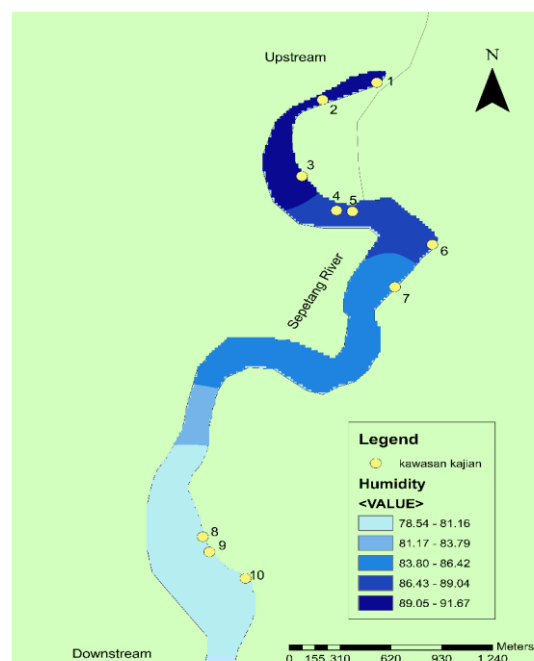 Upstream
N
1
2
3
4 5
6
Sepetang River
7
Legend
kawasan kajian
Humidity
<VALUE>
78.54 - 81.16
81.17 - 83.79
83.80 - 86.42
86.43 - 89.04
89.05 - 91.67
8
9
10
Downstream
Meters
0 155 310 620 930 1,240